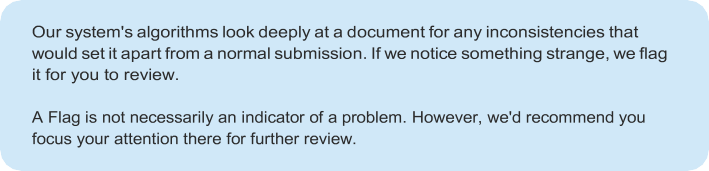 Our system's algorithms look deeply at a document for any inconsistencies that
would set it apart from a normal submission. If we notice something strange, we flag
it for you to review.
A Flag is not necessarily an indicator of a problem. However, we'd recommend you
focus your attention there for further review.